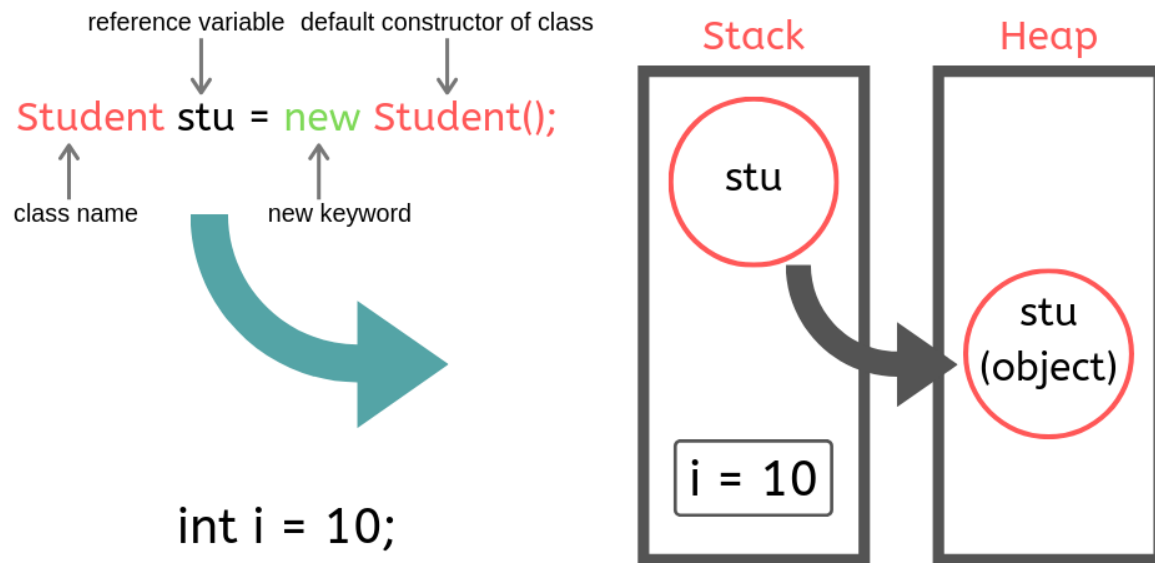 reference variable
default constructor of class
Student stu = new Student();
class name
new keyword
int i = 10;
Stack
Heap
stu
stu
(object)
i = 10